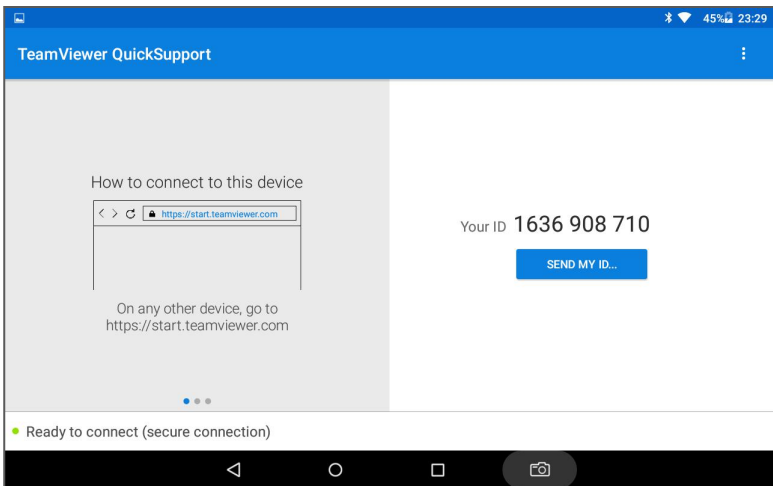 45% 23:29
TeamViewer QuickSupport
How to connect to this device
https://start.teamviewer.com
On any other device, go to
https://start.teamviewer.com
Your ID 1636 908 710
SEND MY ID...
Ready to connect (secure connection)